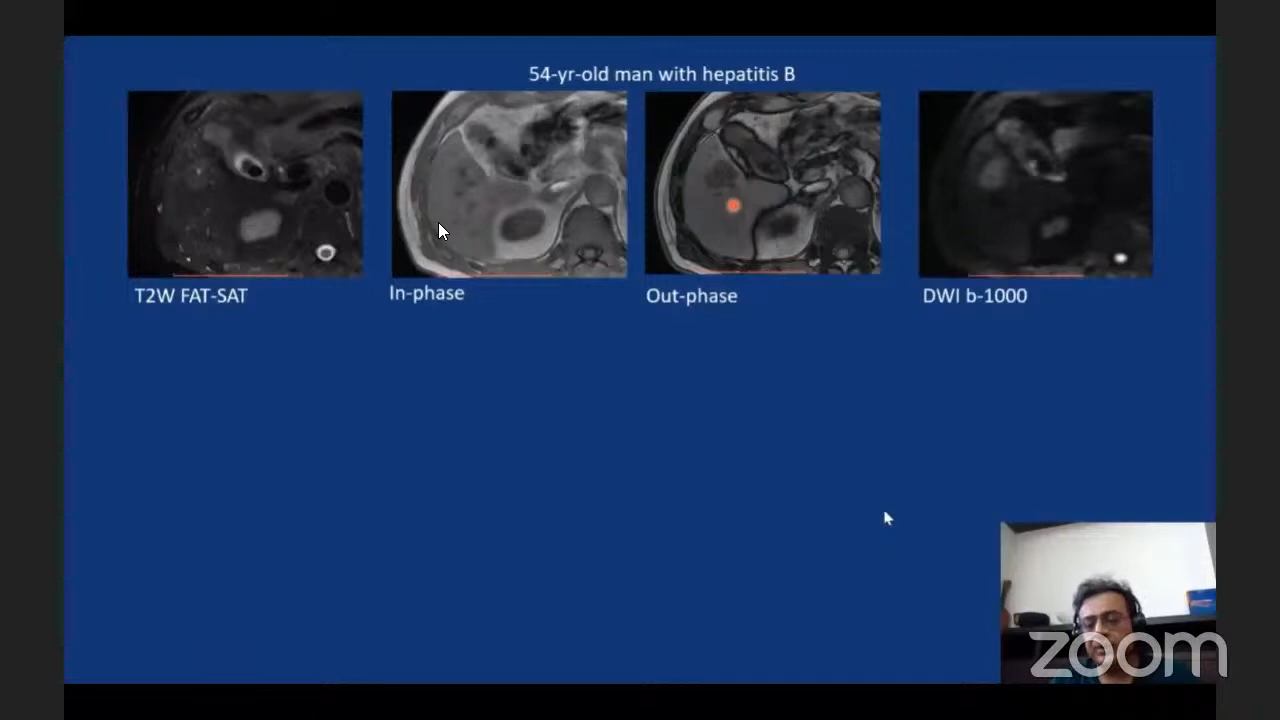 54-yr-old man with hepatitis B
T2W FAT-SAT
In-phase
Out-phase
DWI b-1000
zoom